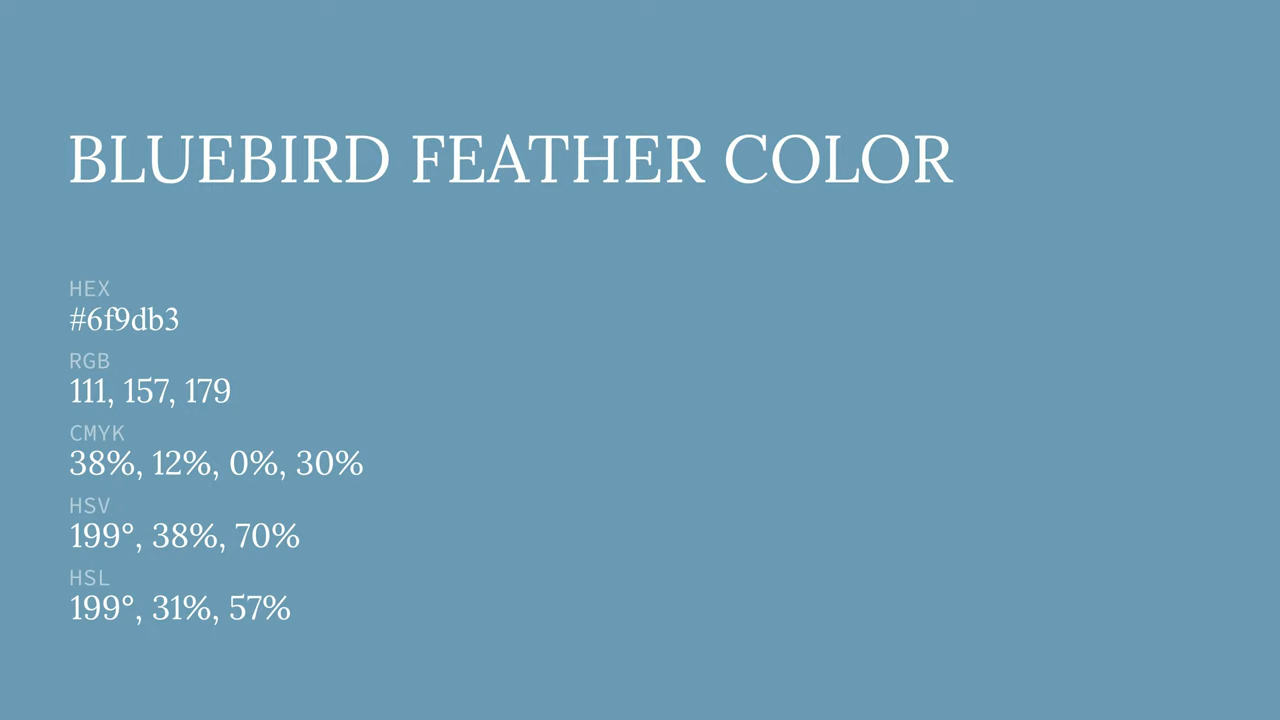 BLUEBIRD FEATHER COLOR
HEX
#6f9db3
RGB
111, 157, 179
CMYK
38%, 12%, 0%, 30%
HSV
199°, 38%, 70%
HSL
199°, 31%, 57%